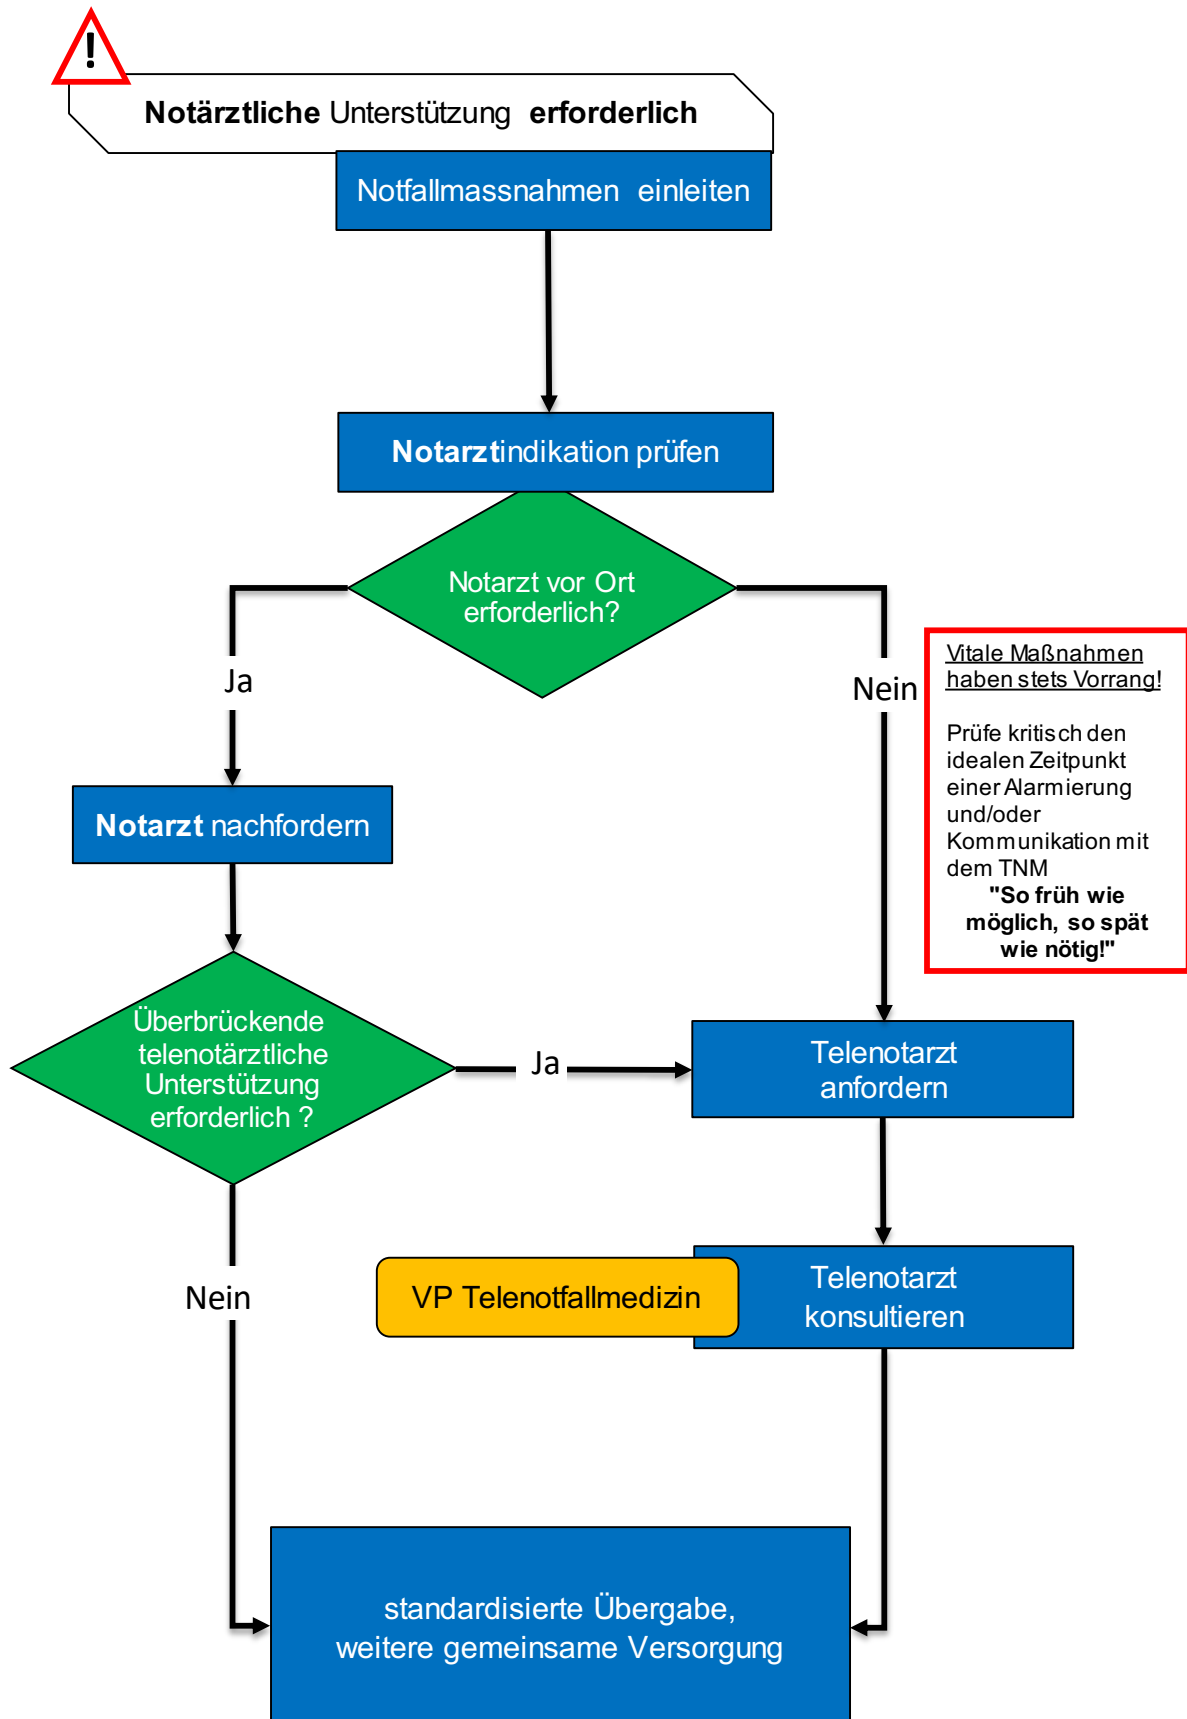 !
Notärztliche Unterstützung erforderlich
Notfallmassnahmen einleiten
Notarztindikation prüfen
Notarzt vor Ort
erforderlich?
Ja
Nein
Vitale Maßnahmen
haben stets Vorrang!
Prüfe kritisch den
idealen Zeitpunkt
einer Alarmierung
und/oder
Kommunikation mit
dem TNM
"So früh wie
möglich, so spät
wie nötig!"
Notarzt nachfordern
Überbrückende
telenotärztliche
Unterstützung
erforderlich ?
Ja
Telenotarzt
anfordern
Nein
VP Telenotfallmedizin
Telenotarzt
konsultieren
standardisierte Übergabe,
weitere gemeinsame Versorgung